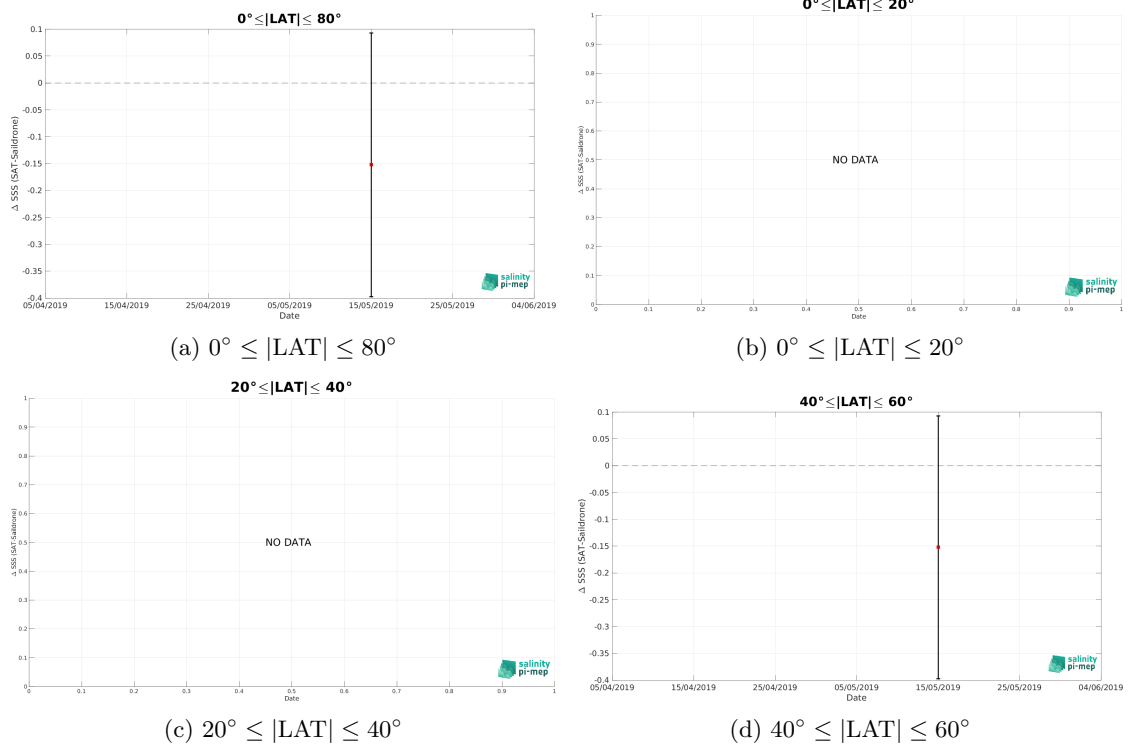 0°≤|LAT|≤ 80°
0.1
0.05
0
-0.05
-0.1
-0.15
-0.2
-0.25
-0.3
-0.35
-0.4
Δ SSS (SAT-Saildrone)
05/04/2019 15/04/2019 25/04/2019 05/05/2019 15/05/2019 25/05/2019 04/06/2019
Date
salinity
pi-mep
(a) 0° ≤ |LAT| ≤ 80°
0°≤|LAT|≤ 20°
1
0.9
0.8
0.7
0.6
0.5
0.4
0.3
0.2
0.1
0
Δ SSS (SAT-Saildrone)
NO DATA
0 0.1 0.2 0.3 0.4 0.5 0.6 0.7 0.8 0.9 1
Date
salinity
pi-mep
(b) 0° ≤ |LAT| ≤ 20°
20°≤|LAT|≤ 40°
1
0.9
0.8
0.7
0.6
0.5
0.4
0.3
0.2
0.1
0
Δ SSS (SAT-Saildrone)
NO DATA
0 0.1 0.2 0.3 0.4 0.5 0.6 0.7 0.8 0.9 1
Date
salinity
pi-mep
(c) 20° ≤ |LAT| ≤ 40°
40°≤|LAT|≤ 60°
0.1
0.05
0
-0.05
-0.1
-0.15
-0.2
-0.25
-0.3
-0.35
-0.4
Δ SSS (SAT-Saildrone)
05/04/2019 15/04/2019 25/04/2019 05/05/2019 15/05/2019 25/05/2019 04/06/2019
Date
salinity
pi-mep
(d) 40° ≤ |LAT| ≤ 60°